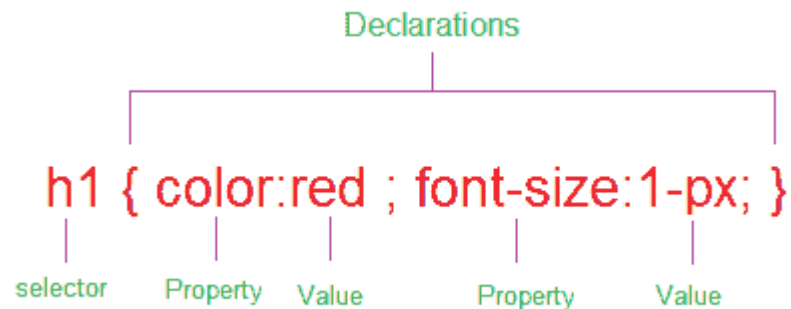 Declarations
h1 { color:red ; font-size:1-px; }
selector Property Value Property Value